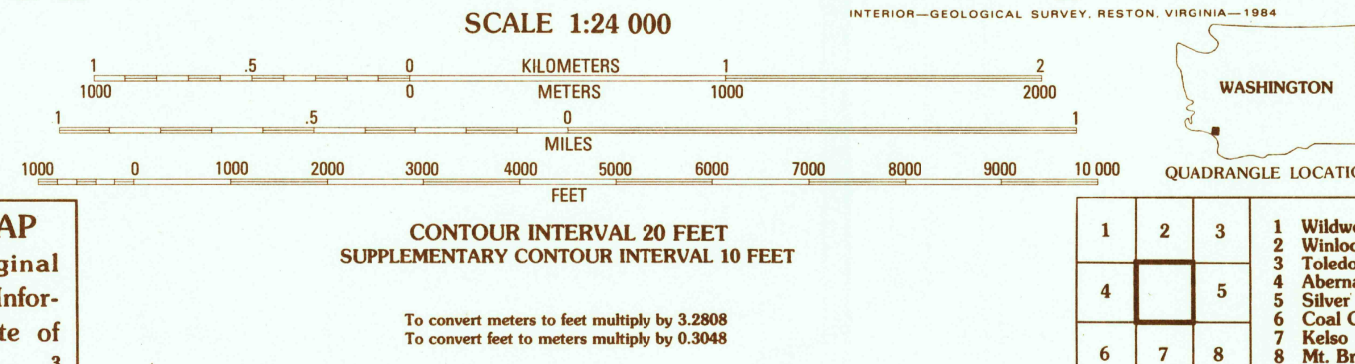 SCALE 1:24 000
INTERIOR—GEOLOGICAL SURVEY, RESTON, VIRGINIA—1984
1 .5 0 KILOMETERS 1 2
1000 0 METERS 1000 2000
1 .5 0 1
MILES
1000 0 1000 2000 3000 4000 5000 6000 7000 8000 9000 10 000
FEET
WASHINGTON
QUADRANGLE LOCATIO
AP
ginal
Infor-
te of
3
CONTOUR INTERVAL 20 FEET
SUPPLEMENTARY CONTOUR INTERVAL 10 FEET
To convert meters to feet multiply by 3.2808
To convert feet to meters multiply by 0.3048
1 2 3
4 5
6 7 8
1 Wildwo
2 Winloc
3 Toledo
4 Aberna
5 Silver
6 Coal C
7 Kelso
8 Mt. Br